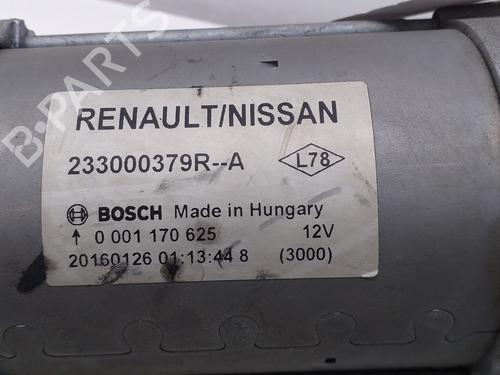 RENAULT/NISSAN
233000379R--A L78
BOSCH Made in Hungary
0 001 170 625 12V
20160126 01:13:44 8 (3000)
B-PARTS